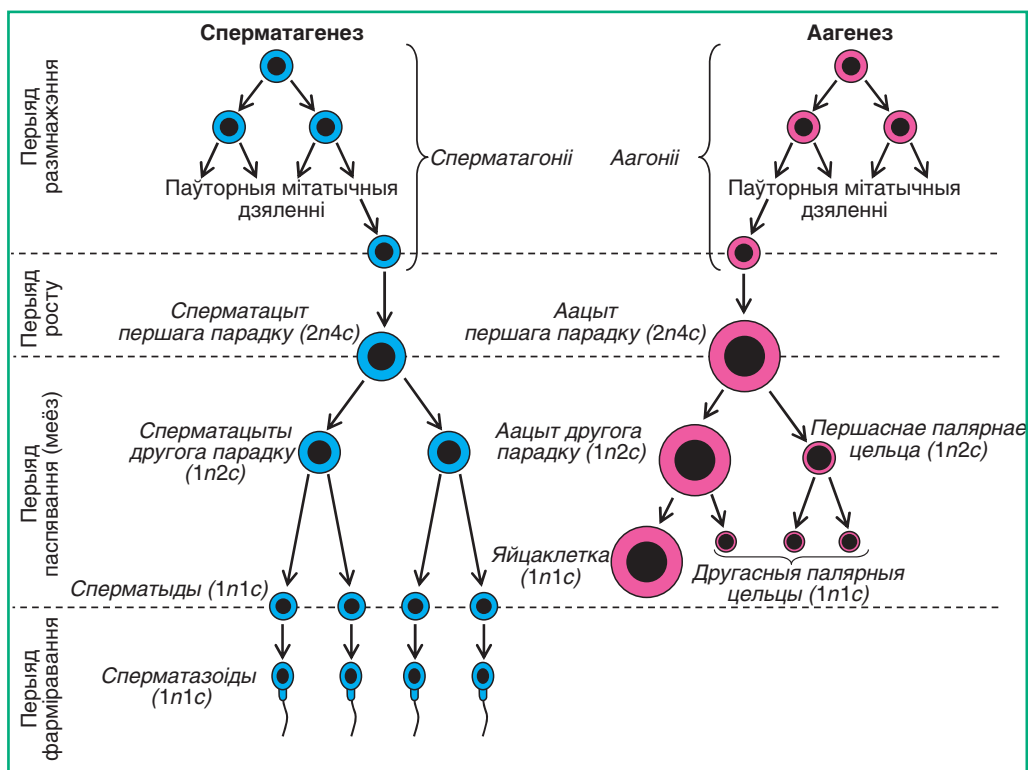 Сперматагенез
Аагенез
Перыяд
размнажэння
Сперматагоніі
Аагоніі
Паўторныя мітатычныя
дзяленні
Паўторныя мітатычныя
дзяленні
Перыяд
росту
Сперматацыт
першага парадку (2n4c)
Аацыт
першага парадку (2n4c)
Перыяд
паспявання (меёз)
Сперматацыты
другога парадку
(1n2c)
Аацыт другога
парадку (1n2c)
Першаснае палярнае
цельца (1n2c)
Яйцаклетка
(1n1c)
Другасныя палярныя
цельцы (1n1c)
Сперматыды (1n1c)
Перыяд
фарміравання
Сперматазоіды
(1n1c)